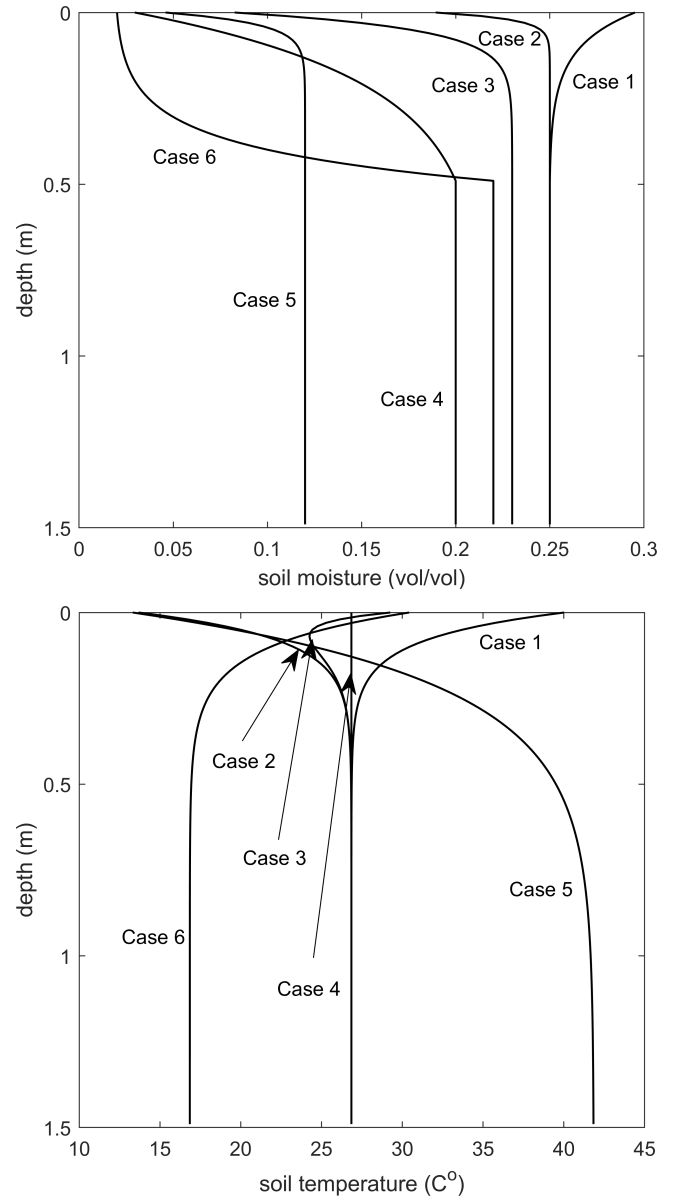 0
Case 2
Case 3
Case 1
Case 6
0.5
depth (m)
Case 5
1
Case 4
1.5
0 0.05 0.1 0.15 0.2 0.25 0.3
soil moisture (vol/vol)
0
Case 1
Case 2
0.5
Case 3
depth (m)
Case 5
Case 6
1
Case 4
1.5
10 15 20 25 30 35 40 45
soil temperature (C⁰)